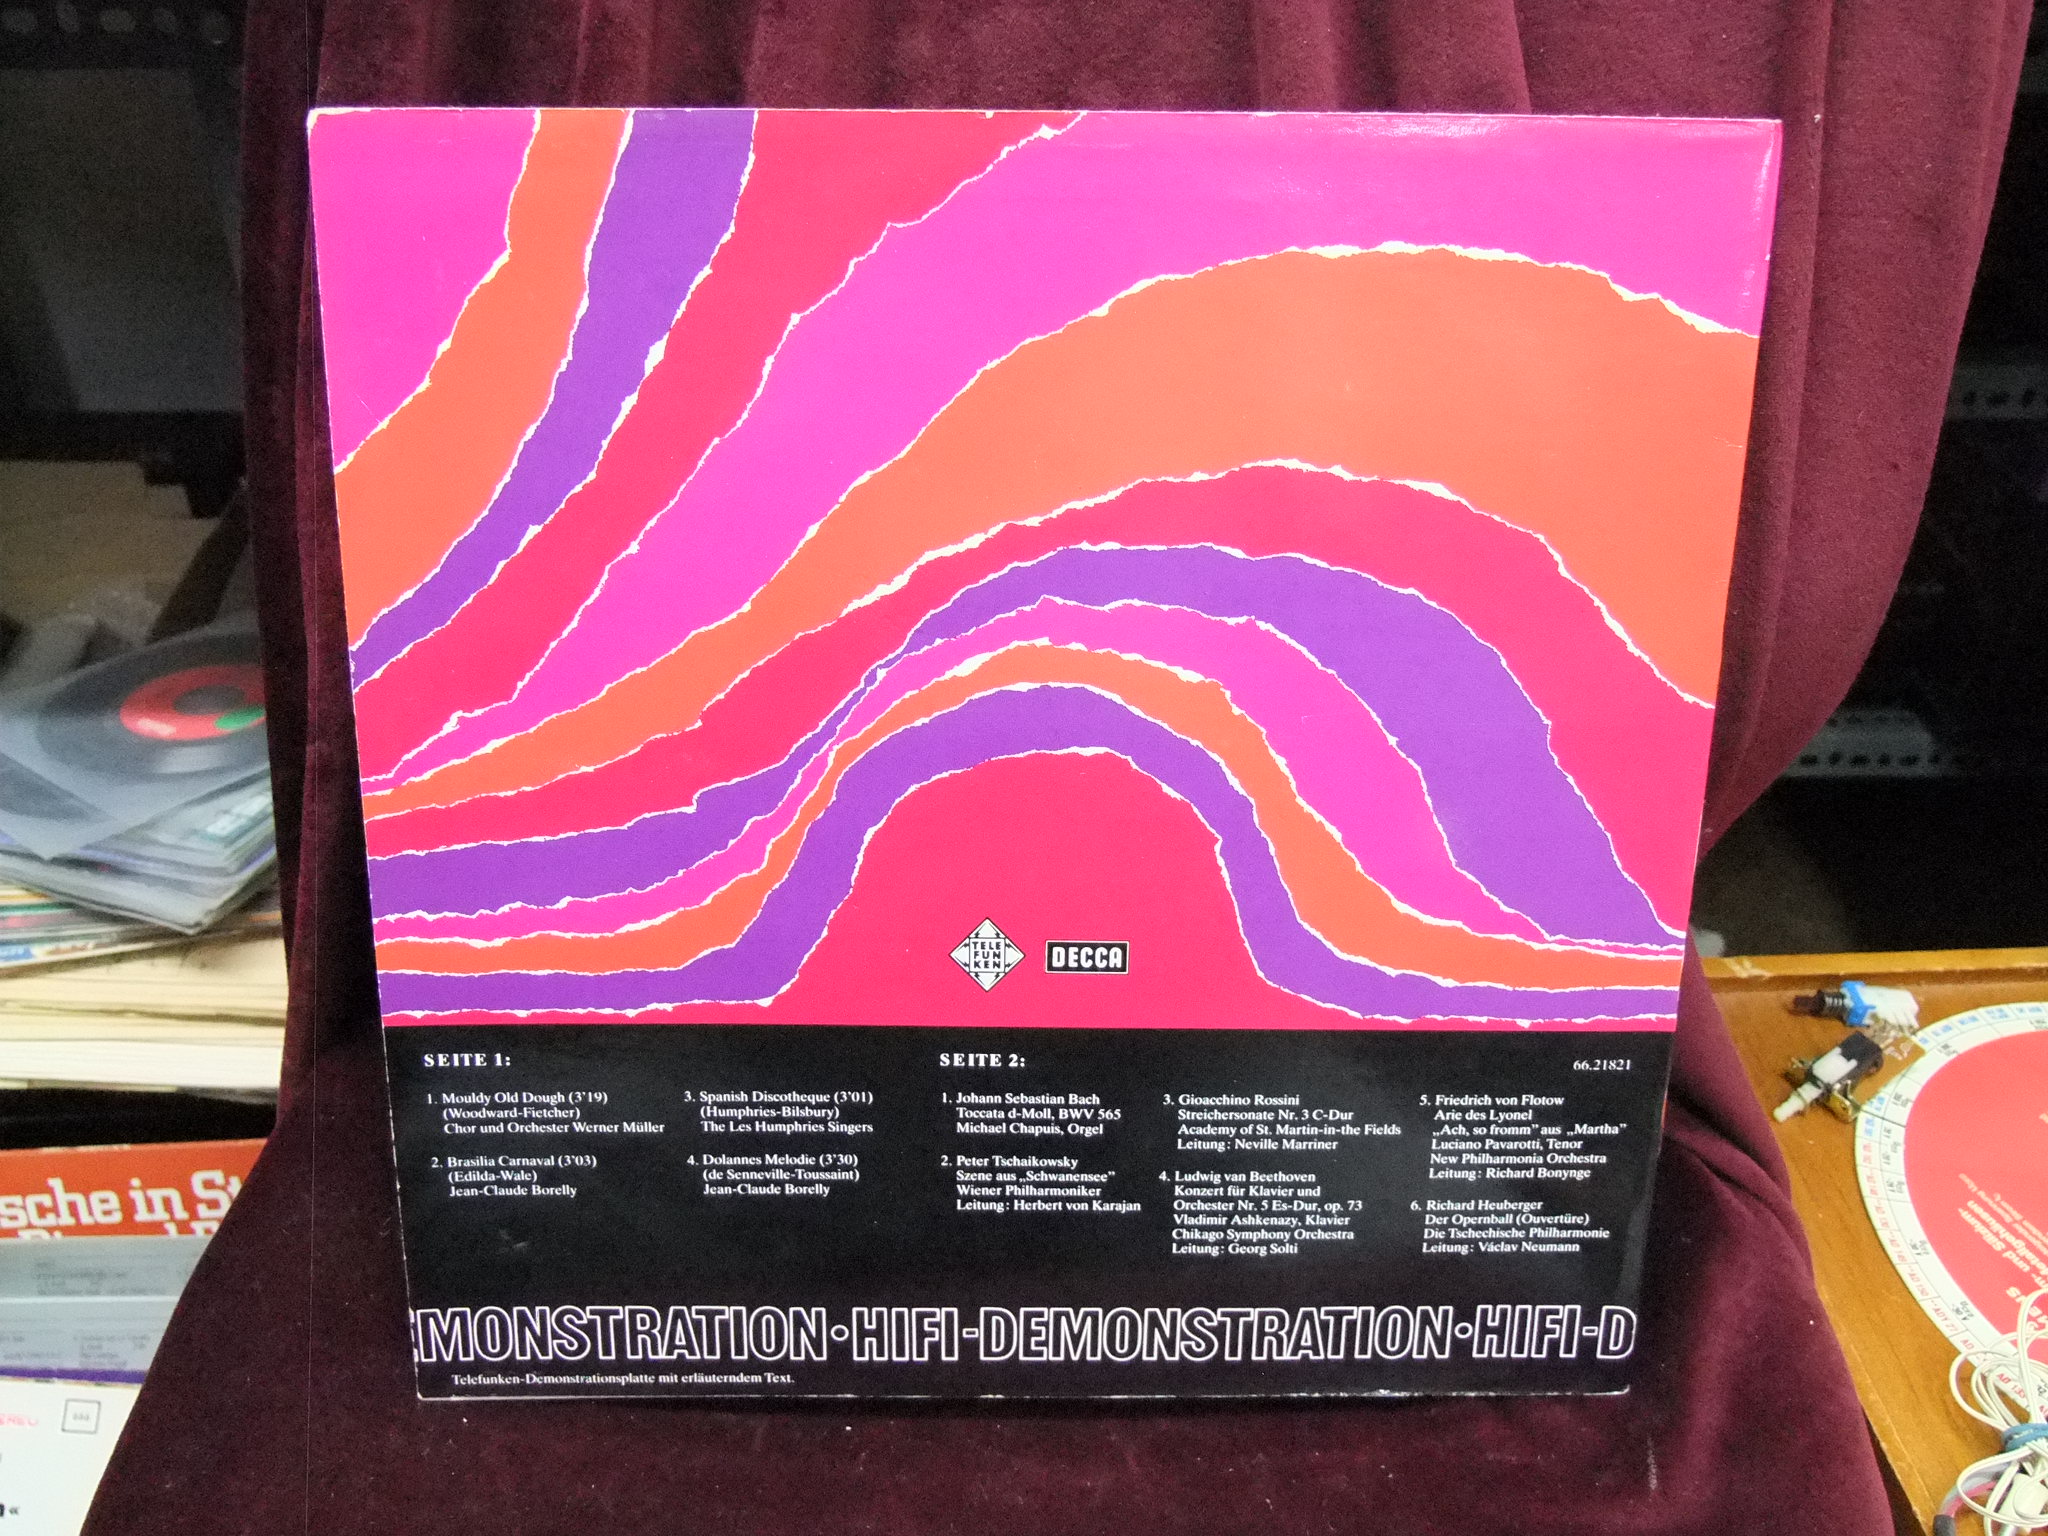 TELE
FUN
KEN
DECCA
SEITE 1:
1. Mouldy Old Dough (3'19)
(Woodward-Fietcher)
Chor und Orchester Werner Müller
2. Brasilia Carnaval (3'03)
(Edilda-Wale)
Jean-Claude Borelly
3. Spanish Discotheque (3'01)
(Humphries-Bilsbury)
The Les Humphries Singers
4. Dolannes Melodie (3'30)
(de Senneville-Toussaint)
Jean-Claude Borelly
SEITE 2:
66.21821
1. Johann Sebastian Bach
Toccata d-Moll, BWV 565
Michael Chapuis, Orgel
2. Peter Tschaikowsky
Szene aus „Schwanensee”
Wiener Philharmoniker
Leitung: Herbert von Karajan
3. Gioacchino Rossini
Streichersonate Nr. 3 C-Dur
Academy of St. Martin-in-the Fields
Leitung: Neville Marriner
4. Ludwig van Beethoven
Konzert für Klavier und
Orchester Nr. 5 Es-Dur, op. 73
Vladimir Ashkenazy, Klavier
Chikago Symphony Orchestra
Leitung: Georg Solti
5. Friedrich von Flotow
Arie des Lyonel
„Ach, so fromm” aus „Martha”
Luciano Pavarotti, Tenor
New Philharmonia Orchestra
Leitung: Richard Bonynge
6. Richard Heuberger
Der Opernball (Ouvertüre)
Die Tschechische Philharmonie
Leitung: Václav Neumann
EMONSTRATION·HIFI-DEMONSTRATION·HIFI-D
Telefunken-Demonstrationsplatte mit erläuterndem Text.
sche in St